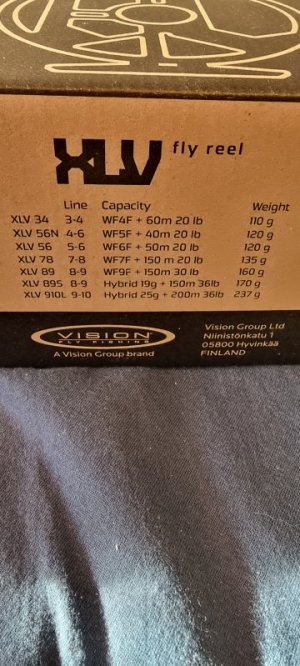 XLV fly reel
Line Capacity Weight
XLV 34 3-4 WF4F + 60m 20 lb 110 g
XLV 56N 4-6 WF5F + 40m 20 lb 120 g
XLV 56 5-6 WF6F + 50m 20 lb 120 g
XLV 78 7-8 WF7F + 150 m 20 lb 135 g
XLV 89 8-9 WF9F + 150m 30 lb 160 g
XLV 89S 8-9 Hybrid 19g + 150m 36lb 170 g
XLV 910L 9-10 Hybrid 25g + 200m 36lb 237 g
VISION
FLY FISHING
A Vision Group brand
Vision Group Ltd
Niinistönkatu 1
05800 Hyvinkää
FINLAND